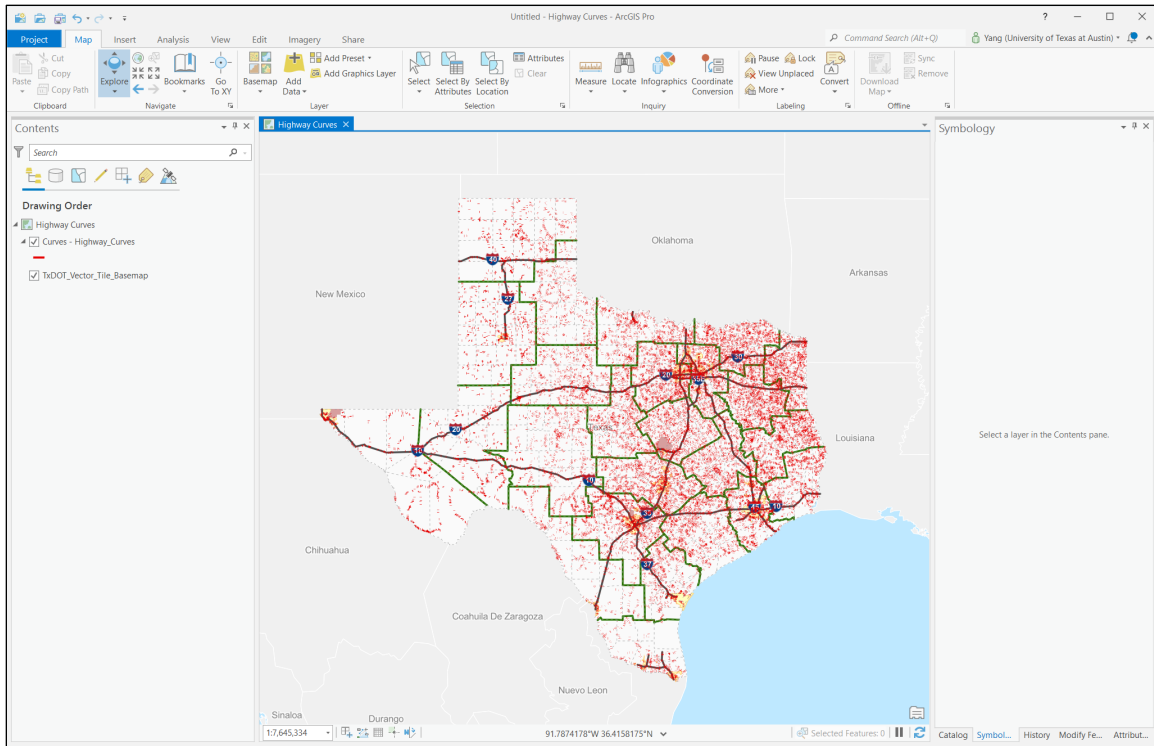 Untitled - Highway Curves - ArcGIS Pro
?
Project Map Insert Analysis View Edit Imagery Share
Command Search (Alt+Q)
Yang (University of Texas at Austin)
Paste
Cut
Copy
Copy Path
Clipboard
Explore
Bookmarks
Go To XY
Navigate
Basemap
Add Data
Add Preset
Add Graphics Layer
Layer
Select
Select By Attributes
Select By Location
Attributes
Clear
Selection
Measure
Locate
Infographics
Coordinate Conversion
Inquiry
Pause
Lock
View Unplaced
More
Convert
Labeling
Download Map
Sync
Remove
Offline
Contents
Search
Drawing Order
Highway Curves
Curves - Highway_Curves
TxDOT_Vector_Tile_Basemap
Highway Curves
Oklahoma
Arkansas
New Mexico
Texas
Louisiana
Chihuahua
Coahuila De Zaragoza
Nuevo Leon
Sinaloa
Durango
40
27
30
20
20
10
10
35
10
37
1:7,645,334
91.7874178°W 36.4158175°N
Selected Features: 0
Symbology
Select a layer in the Contents pane.
Catalog Symbol... History Modify Fe... Attribut...